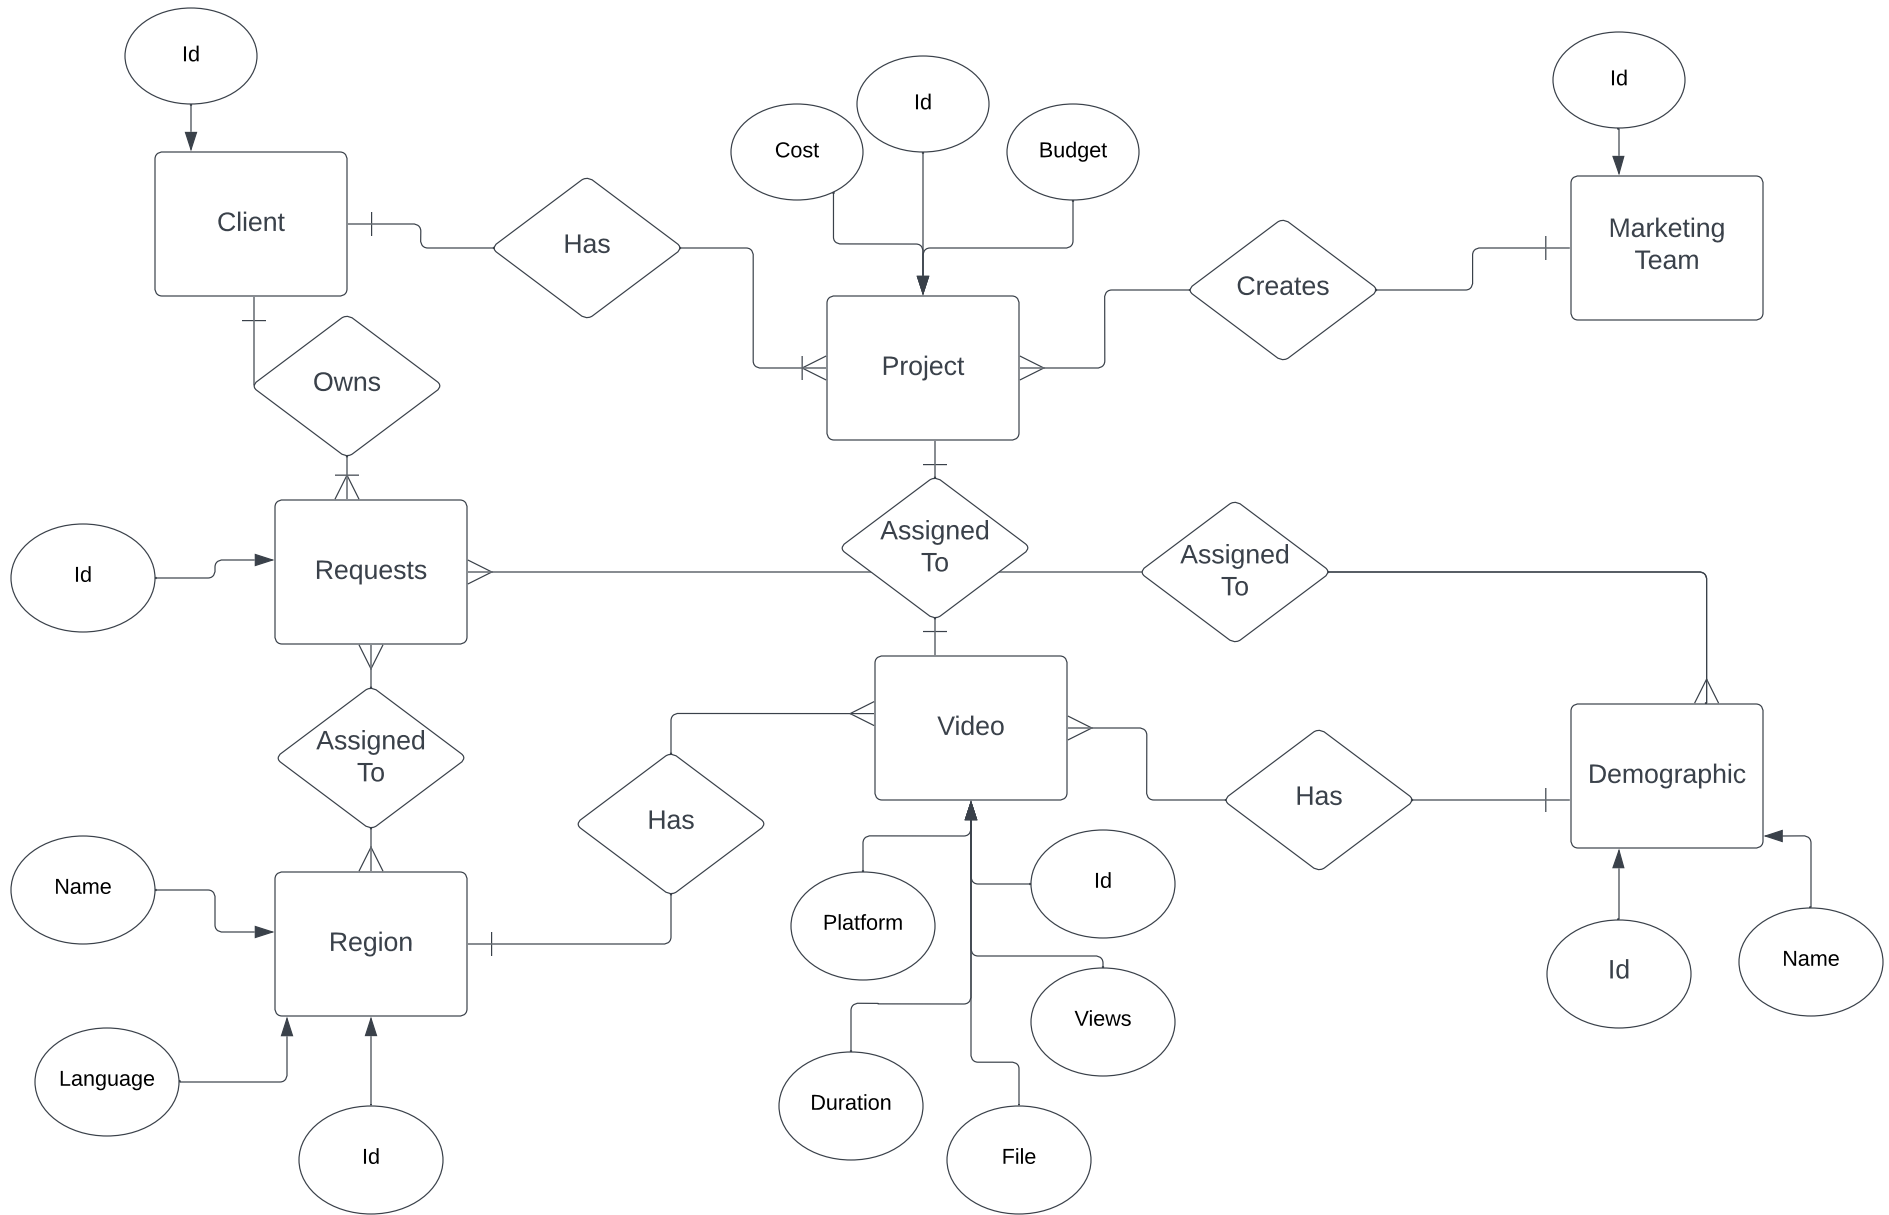 Id
Id
Id
Cost
Budget
Client
Has
Creates
Marketing
Team
Project
Owns
Assigned
To
Assigned
To
Id
Requests
Assigned
To
Video
Has
Has
Demographic
Name
Region
Platform
Id
Id
Name
Views
Language
Duration
Id
File